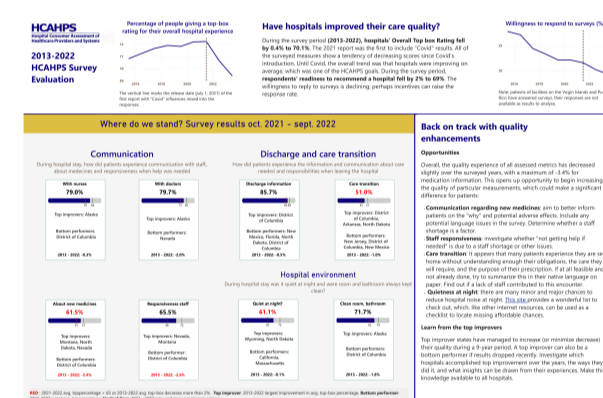 HCAHPS
Hospital Consumer Assessment of
Healthcare Providers and Systems
2013-2022
HCAHPS Survey
Evaluation
Percentage of people giving a top-box
rating for their overall hospital experience
The vertical line marks the release date (July 1, 2021) of the
first report with "Covid" influences mixed into the
responses.
Have hospitals improved their care quality?
During the survey period (2013-2022), hospitals' Overall top Rating fell
by 0.4% to 70.1%. The 2021 report was the first to include "Covid" results. All of
the surveyed measures show a tendency of decreasing scores since Covid's
introduction. Until Covid, the overall trend was that hospitals were improving on
average, which was one of the HCAHPS goals. During the survey period,
respondents' readiness to recommend a hospital fell by 2% to 69%. The
willingness to reply to surveys is declining; perhaps incentives can raise the
response rate.
Willingness to respond to surveys (%
Note: patients of facilities on the Virgin Islands and Pu
Rico have answered surveys, their responses are not
available as results to analyse.
Where do we stand? Survey results oct. 2021 - sept. 2022
Communication
During hospital stay, how did patients experience communication with staff,
about medicines and responsiveness when help was needed
With nurses
79.0%
Top improvers: Alaska
Bottom performers:
District of Columbia
2013 - 2022: -0.3%
With doctors
79.7%
Top improvers: Alaska
Bottom performers:
Nevada
2013 - 2022: -2.0%
About new medicines
61.5%
Top improvers:
Montana, North
Dakota, Nevada
Bottom performers:
District of Columbia
2013 - 2022: -3.4%
Responsiveness staff
65.5%
Top improvers: Nevada,
Montana
Bottom performer:
District of Columbia
Discharge and care transition
How did patients experience the information and communication about care
needed and responsibilities when leaving the hospital
Discharge information
85.7%
Top improvers: District
of Columbia
Bottom performers: New
Mexico, Florida, North
Dakota, District of
Columbia
2013 - 2022: -0.5%
Care transition
51.0%
Top improvers: District
of Columbia,
Arkansas, North Dakota
Bottom performers:
New Jersey, District of
Columbia, New Mexico
2013 - 2022: -1.0%
Hospital environment
During hospital stay was it quiet at night and were room and bathroom always kept
clean?
Quiet at night?
61.1%
Top improvers:
Wyoming, North Dakota
Bottom performers:
California,
Massachusetts
2013 - 2022: -0.1%
Clean room, bathroom
71.7%
Top improvers: Alaska
Bottom performers:
District of Columbia
2013 - 2022: -1.0%
Back on track with quality
enhancements
Opportunities
Overall, the quality experience of all assessed metrics has decreased
slightly over the surveyed years, with a maximum of -3.4% for
medication information. This opens up opportunity to begin increasing
the quality of particular measurements, which could make a significant
difference for patients:
· Communication regarding new medicines: aim to better inform
patients on the "why" and potential adverse effects. Include any
potential language issues in the survey. Determine whether a staff
shortage is a factor.
· Staff responsiveness: investigate whether "not getting help if
needed" is due to a staff shortage or other issues.
· Care transition: it appears that many patients experience they are se
home without understanding enough their obligations, the care they
will require, and the purpose of their prescription. If at all feasible and
not already done, try to summarize this in their native language on
paper. Find out if a lack of staff contributed to this encounter.
· Quietness at night: there are many minor and major chances to
reduce hospital noise at night. This site provides a wonderful list to
check out, which, like other internet resources, can be used as a
checklist to locate missing affordable chances.
Learn from the top improvers
Top improver states have managed to increase (or minimize decrease)
their quality during a 9-year period. A top improver can also be a
bottom performer if results dropped recently. Investigate which
hospitals accomplished top improvement over the years, the ways they
did it, and what insights can be drawn from their experiences. Make thi
knowledge available to all hospitals.